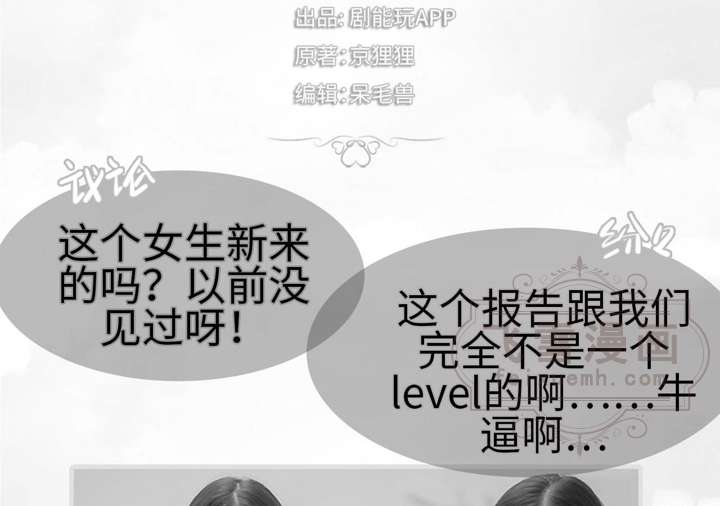 出品：剧能玩APP
原著：京狸狸
编辑：呆毛兽
议论
这个女生新来
的吗？以前没
见过呀！
纷纷
这个报告跟我们
完全不是一个
level的啊……牛
逼啊…
漫画